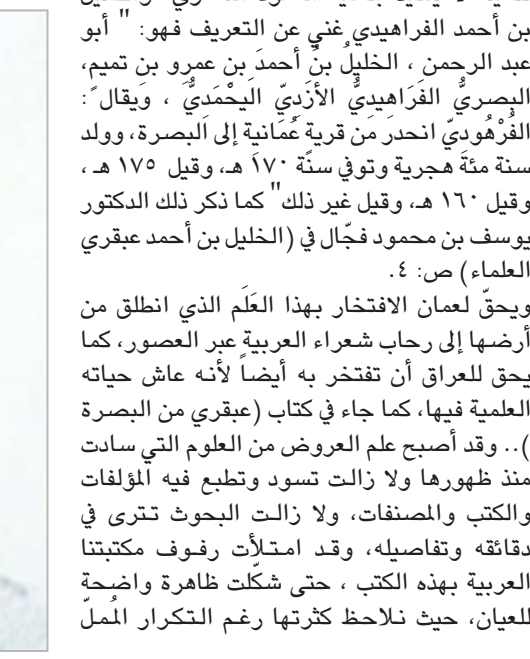 بن أحمد الفراهيدي غني عن التعريف فهو: " أبو
عبد الرحمن ، الخليلُ بنُ أحمدَ بن عمرو بن تميم،
البصريُّ الفَرَاهِيديُّ الأزَديّ اليحْمَديُّ ، ويقال ً:
الفُرْهُوديّ انحدرَ من قرية عُمَانية إلى البصرة، وولد
سنة مئةَ هجرية وتوفي سنة ١٧٠ هـ، وقيل ١٧٥ هـ ،
وقيل ١٦٠ هـ، وقيل غير ذلك" كما ذكر ذلك الدكتور
يوسف بن محمود فجّال في (الخليل بن أحمد عبقري
العلماء) ص: ٤.
ويحقّ لعمان الافتخار بهذا العَلَم الذي انطلق من
أرضها إلى رحاب شعراء العربية عبر العصور، كما
يحق للعراق أن تفتخر به أيضاً لأنه عاش حياته
العلمية فيها، كما جاء في كتاب (عبقري من البصرة
).. وقد أصبح علم العروض من العلوم التي سادت
منذ ظهورها ولا زالت تسود وتطبع فيه المؤلفات
والكتب والمصنفات، ولا زالت البحوث تترى في
دقائقه وتفاصيله، وقد امتلأت رفوف مكتبتنا
العربية بهذه الكتب ، حتى شكّلت ظاهرة واضحة
للعيان، حيث نلاحظ كثرتها رغم التكرار المُملّ